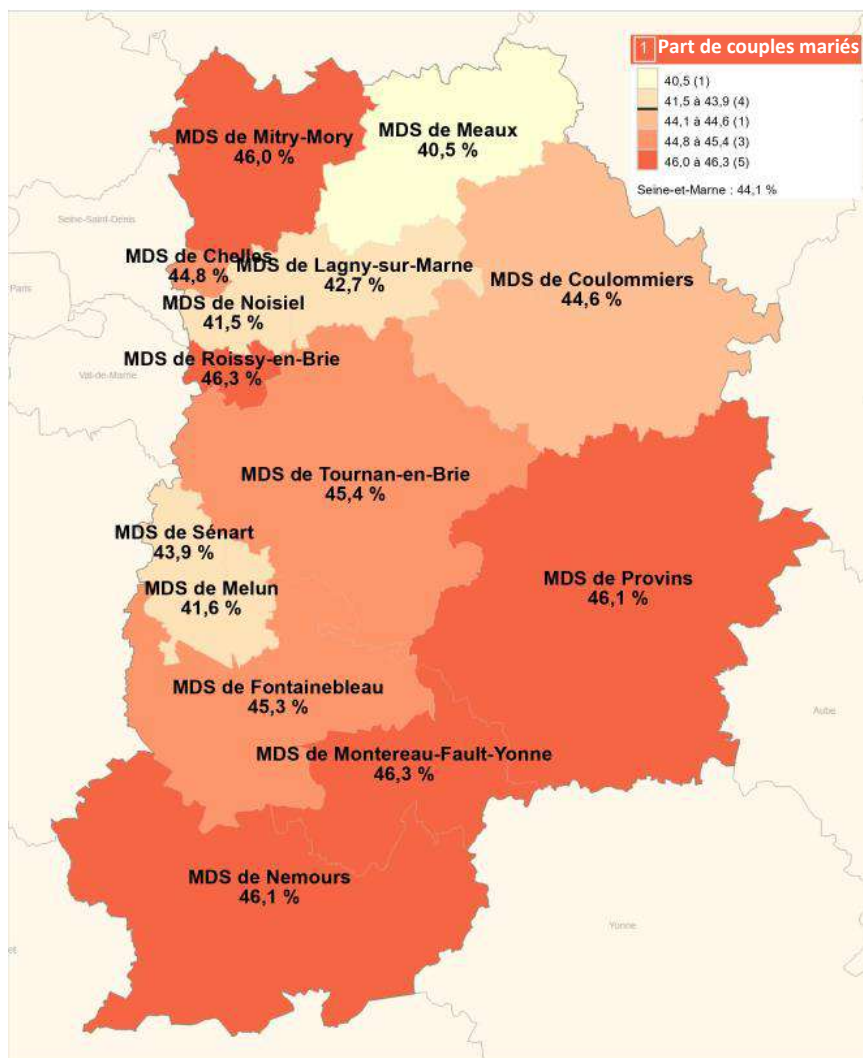 1 Part de couples mariés
40,5 (1)
41,5 à 43,9 (4)
44,1 à 44,6 (1)
44,8 à 45,4 (3)
46,0 à 46,3 (5)
Seine-et-Marne : 44,1 %
MDS de Mitry-Mory
46,0 %
MDS de Meaux
40,5 %
Seine-Saint-Denis
MDS de Chelles
44,8 %
MDS de Lagny-sur-Marne
42,7 %
MDS de Coulommiers
44,6 %
Paris
MDS de Noisiel
41,5 %
MDS de Roissy-en-Brie
46,3 %
Val-de-Marne
MDS de Tournan-en-Brie
45,4 %
MDS de Sénart
43,9 %
MDS de Melun
41,6 %
MDS de Provins
46,1 %
MDS de Fontainebleau
45,3 %
Aube
MDS de Montereau-Fault-Yonne
46,3 %
MDS de Nemours
46,1 %
Yonne
et